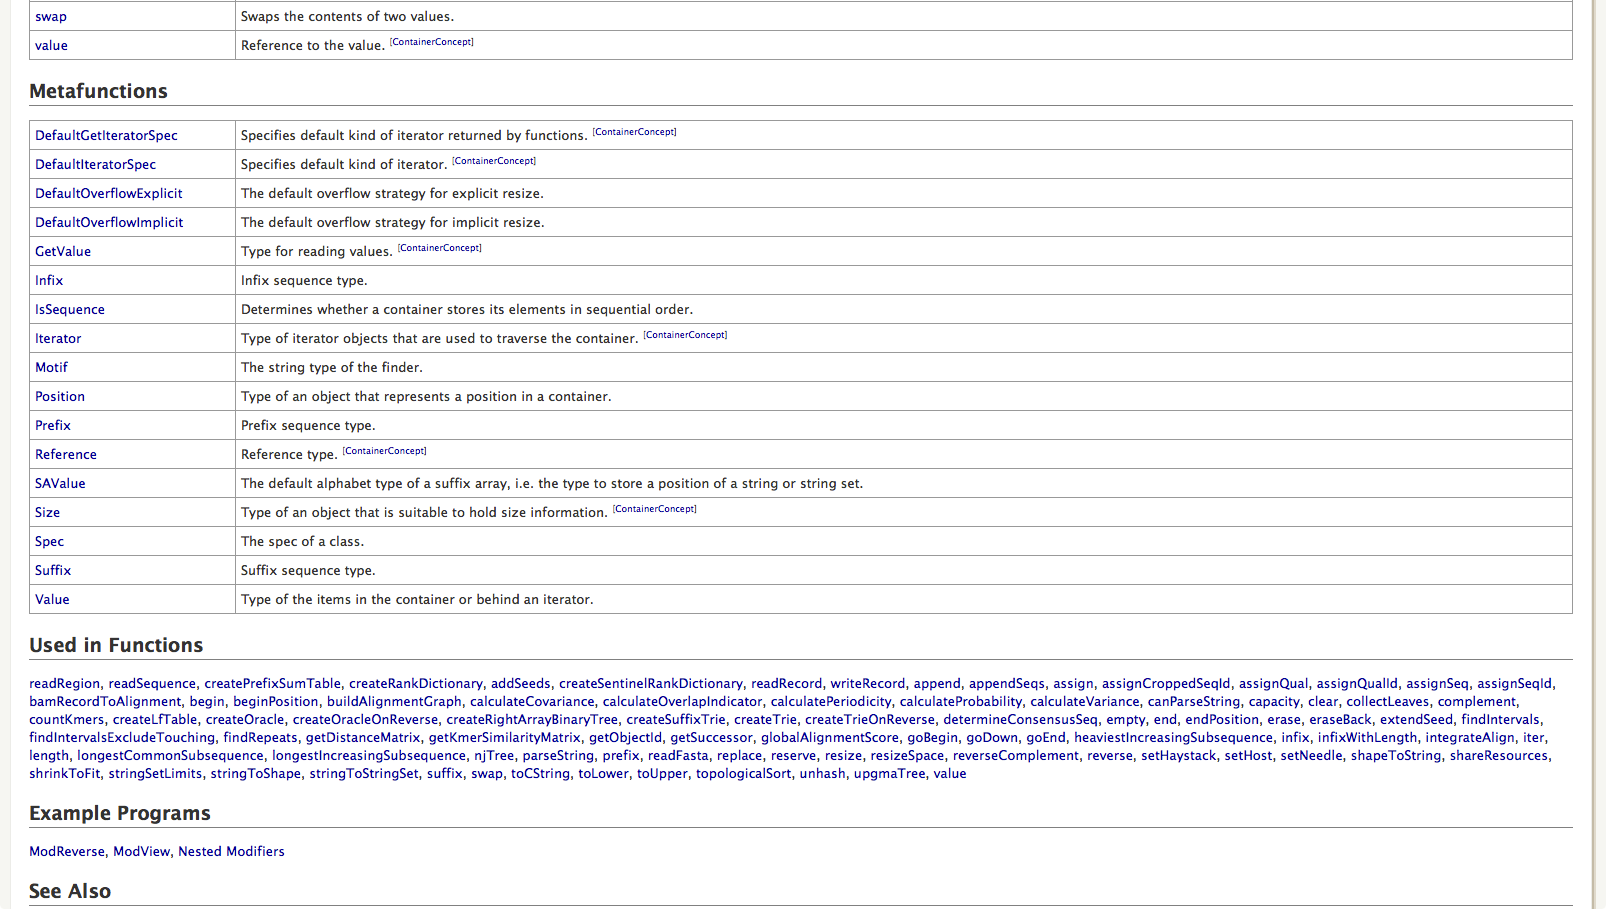 swap Swaps the contents of two values.
value Reference to the value. [ContainerConcept]
Metafunctions
DefaultGetIteratorSpec Specifies default kind of iterator returned by functions. [ContainerConcept]
DefaultIteratorSpec Specifies default kind of iterator. [ContainerConcept]
DefaultOverflowExplicit The default overflow strategy for explicit resize.
DefaultOverflowImplicit The default overflow strategy for implicit resize.
GetValue Type for reading values. [ContainerConcept]
Infix Infix sequence type.
IsSequence Determines whether a container stores its elements in sequential order.
Iterator Type of iterator objects that are used to traverse the container. [ContainerConcept]
Motif The string type of the finder.
Position Type of an object that represents a position in a container.
Prefix Prefix sequence type.
Reference Reference type. [ContainerConcept]
SAValue The default alphabet type of a suffix array, i.e. the type to store a position of a string or string set.
Size Type of an object that is suitable to hold size information. [ContainerConcept]
Spec The spec of a class.
Suffix Suffix sequence type.
Value Type of the items in the container or behind an iterator.
Used in Functions
readRegion, readSequence, createPrefixSumTable, createRankDictionary, addSeeds, createSentinelRankDictionary, readRecord, writeRecord, append, appendSeqs, assign, assignCroppedSeqId, assignQual, assignQualId, assignSeq, assignSeqId,
bamRecordToAlignment, begin, beginPosition, buildAlignmentGraph, calculateCovariance, calculateOverlapIndicator, calculatePeriodicity, calculateProbability, calculateVariance, canParseString, capacity, clear, collectLeaves, complement,
countKmers, createLfTable, createOracle, createOracleOnReverse, createRightArrayBinaryTree, createSuffixTrie, createTrie, createTrieOnReverse, determineConsensusSeq, empty, end, endPosition, erase, eraseBack, extendSeed, findIntervals,
findIntervalsExcludeTouching, findRepeats, getDistanceMatrix, getKmerSimilarityMatrix, getObjectId, getSuccessor, globalAlignmentScore, goBegin, goDown, goEnd, heaviestIncreasingSubsequence, infix, infixWithLength, integrateAlign, iter,
length, longestCommonSubsequence, longestIncreasingSubsequence, njTree, parseString, prefix, readFasta, replace, reserve, resize, resizeSpace, reverseComplement, reverse, setHaystack, setHost, setNeedle, shapeToString, shareResources,
shrinkToFit, stringSetLimits, stringToShape, stringToStringSet, suffix, swap, toCString, toLower, toUpper, topologicalSort, unhash, upgmaTree, value
Example Programs
ModReverse, ModView, Nested Modifiers
See Also